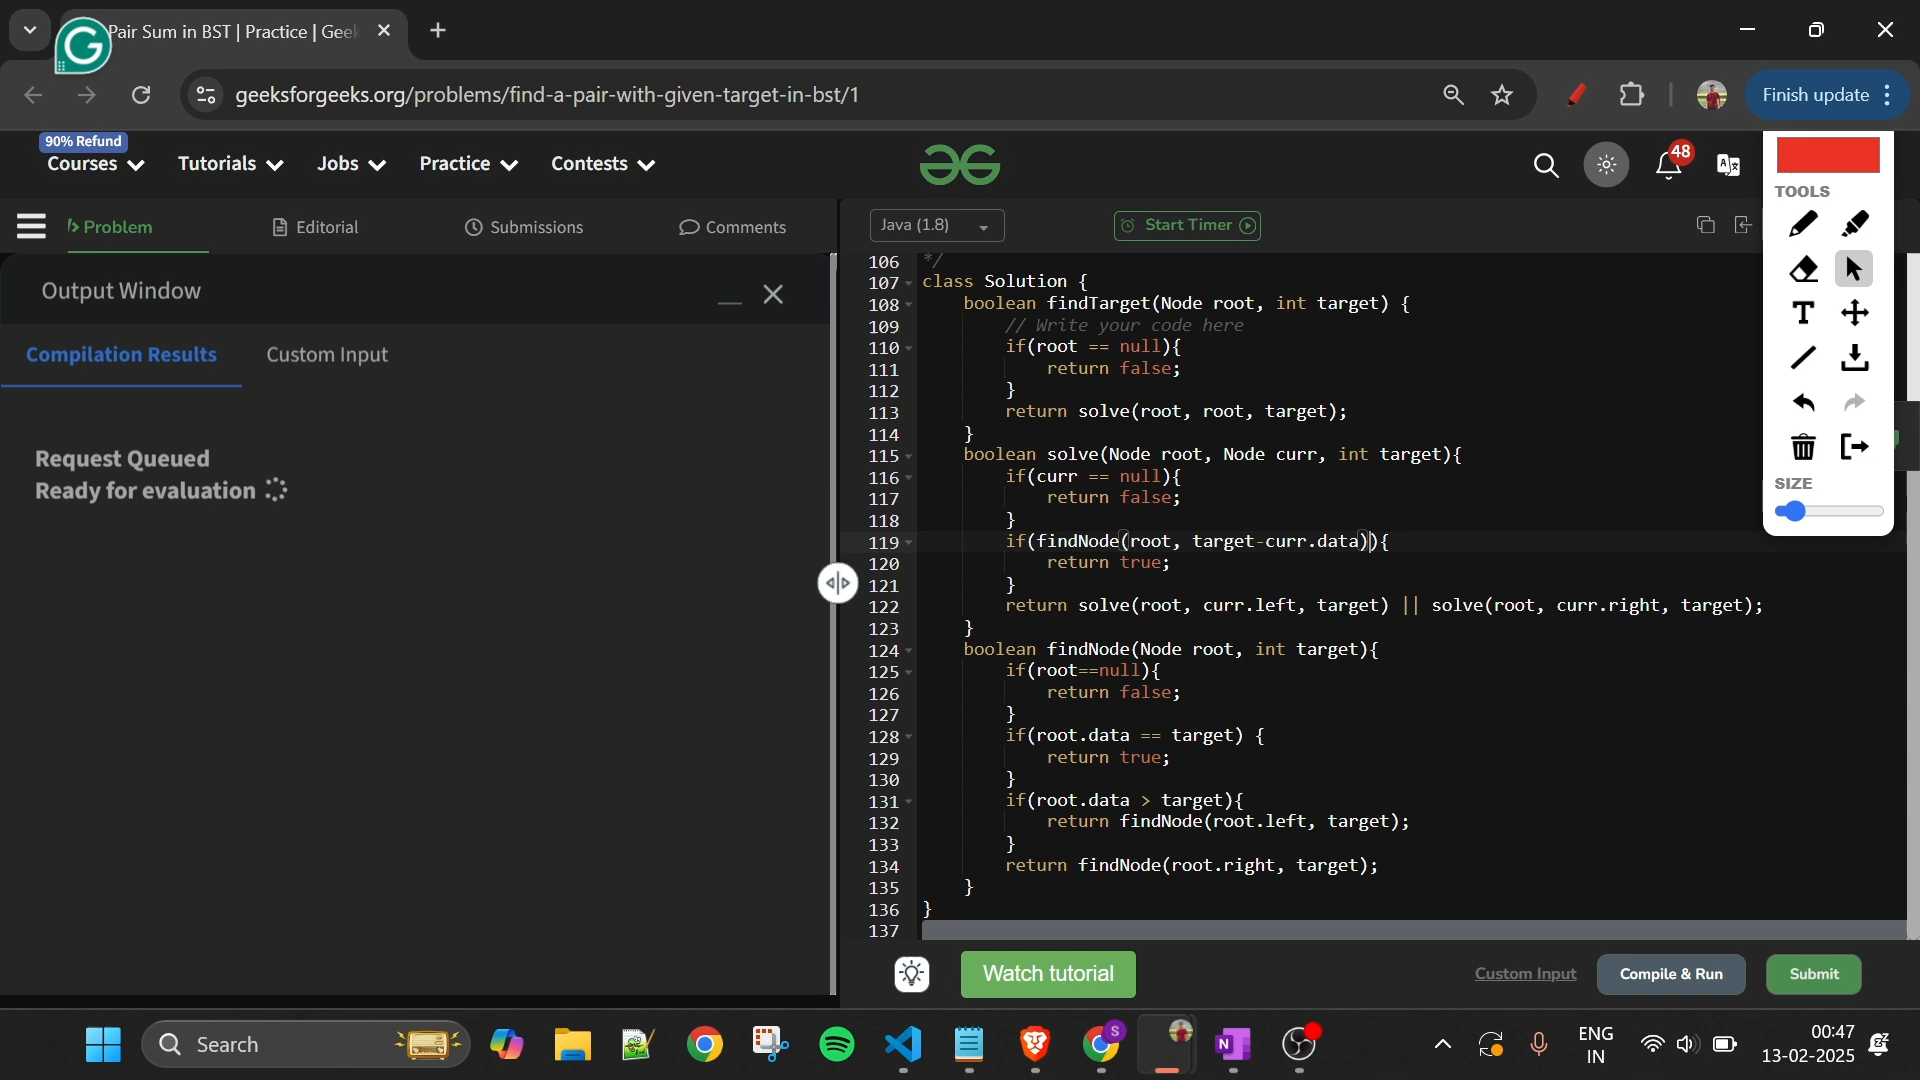 Pair Sum in BST | Practice | Geek
geeksforgeeks.org/problems/find-a-pair-with-given-target-in-bst/1
Finish update
90% Refund
Courses
Tutorials
Jobs
Practice
Contests
48
TOOLS
SIZE
Problem
Editorial
Submissions
Comments
Java (1.8)
Start Timer
Output Window
Compilation Results
Custom Input
Request Queued
Ready for evaluation
106 */
107 class Solution {
108 boolean findTarget(Node root, int target) {
109 // Write your code here
110 if(root == null){
111 return false;
112 }
113 return solve(root, root, target);
114 }
115 boolean solve(Node root, Node curr, int target){
116 if(curr == null){
117 return false;
118 }
119 if(findNode(root, target-curr.data)){
120 return true;
121 }
122 return solve(root, curr.left, target) || solve(root, curr.right, target);
123 }
124 boolean findNode(Node root, int target){
125 if(root==null){
126 return false;
127 }
128 if(root.data == target) {
129 return true;
130 }
131 if(root.data > target){
132 return findNode(root.left, target);
133 }
134 return findNode(root.right, target);
135 }
136 }
137
Watch tutorial
Custom Input
Compile & Run
Submit
Search
ENG
IN
00:47
13-02-2025